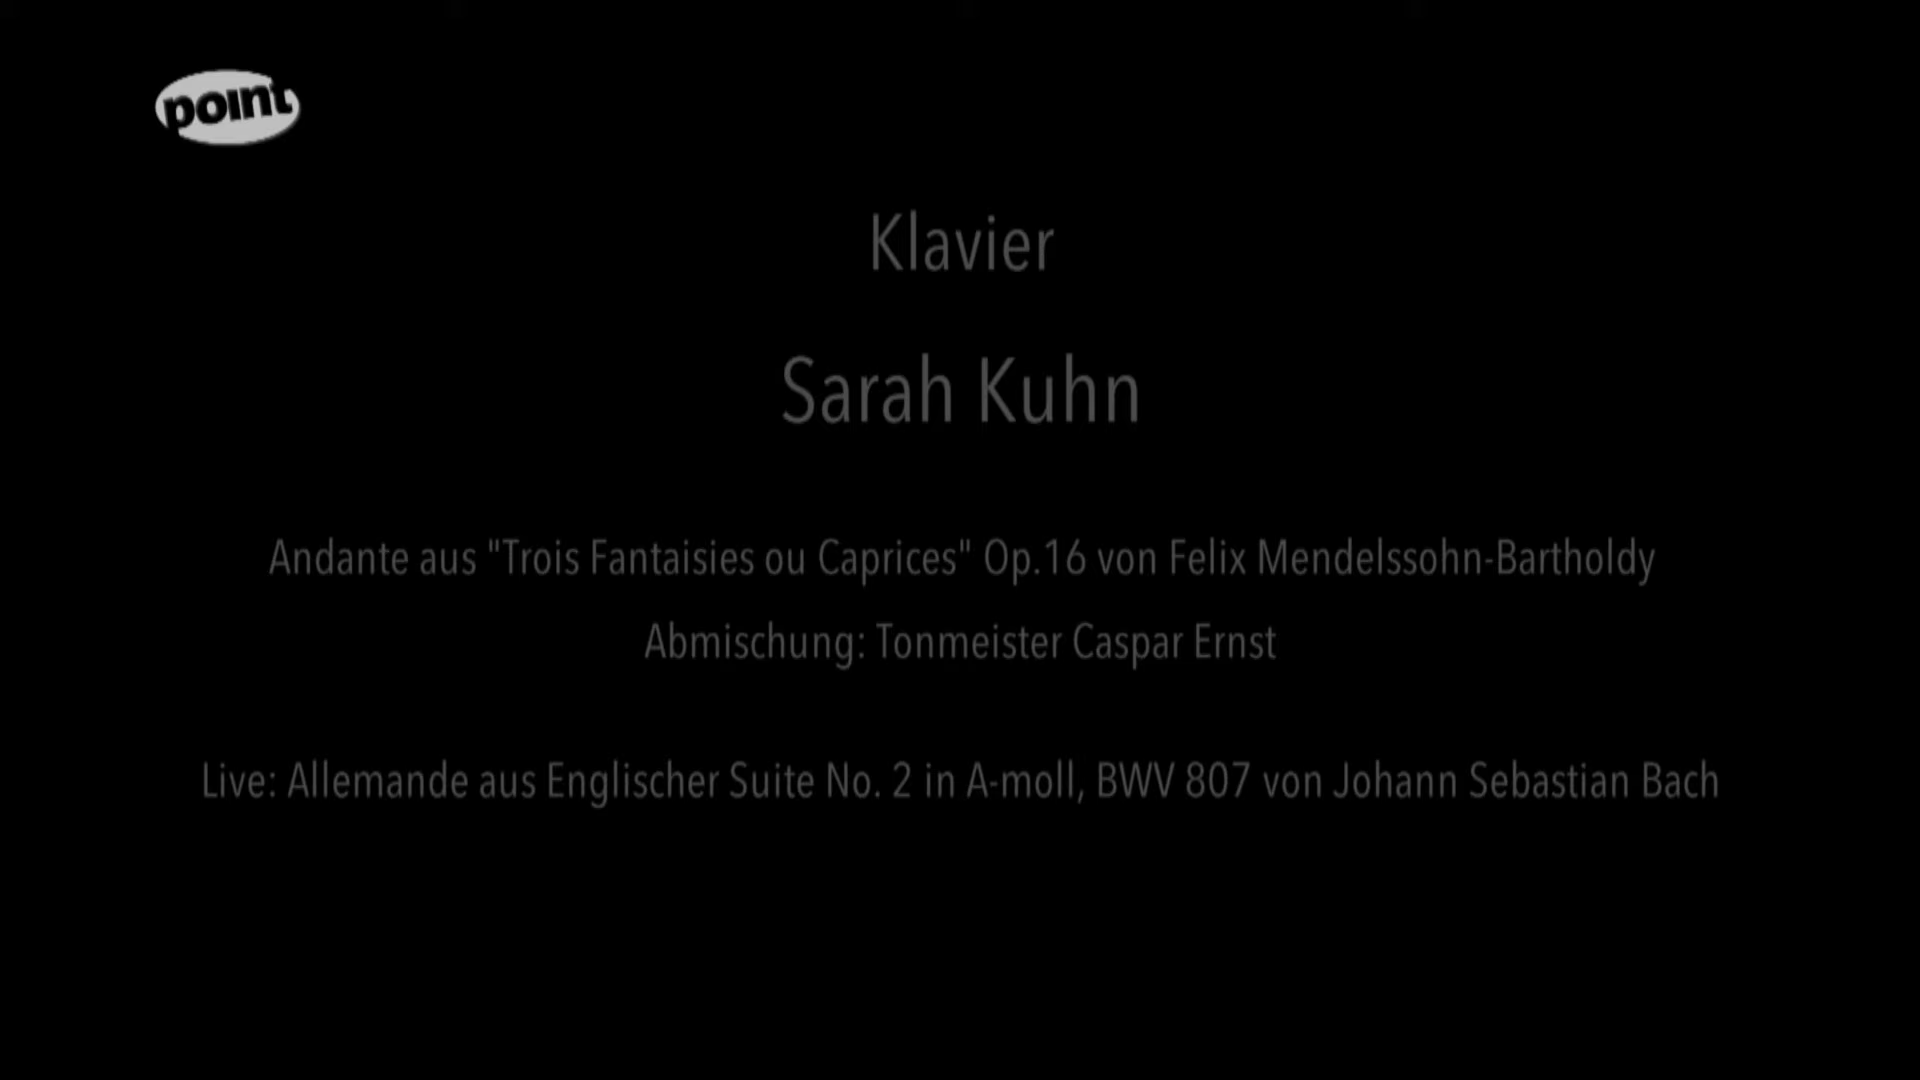 point
Klavier
Sarah Kuhn
Andante aus "Trois Fantaisies ou Caprices" Op.16 von Felix Mendelssohn-Bartholdy
Abmischung: Tonmeister Caspar Ernst
Live: Allemande aus Englischer Suite No. 2 in A-moll, BWV 807 von Johann Sebastian Bach